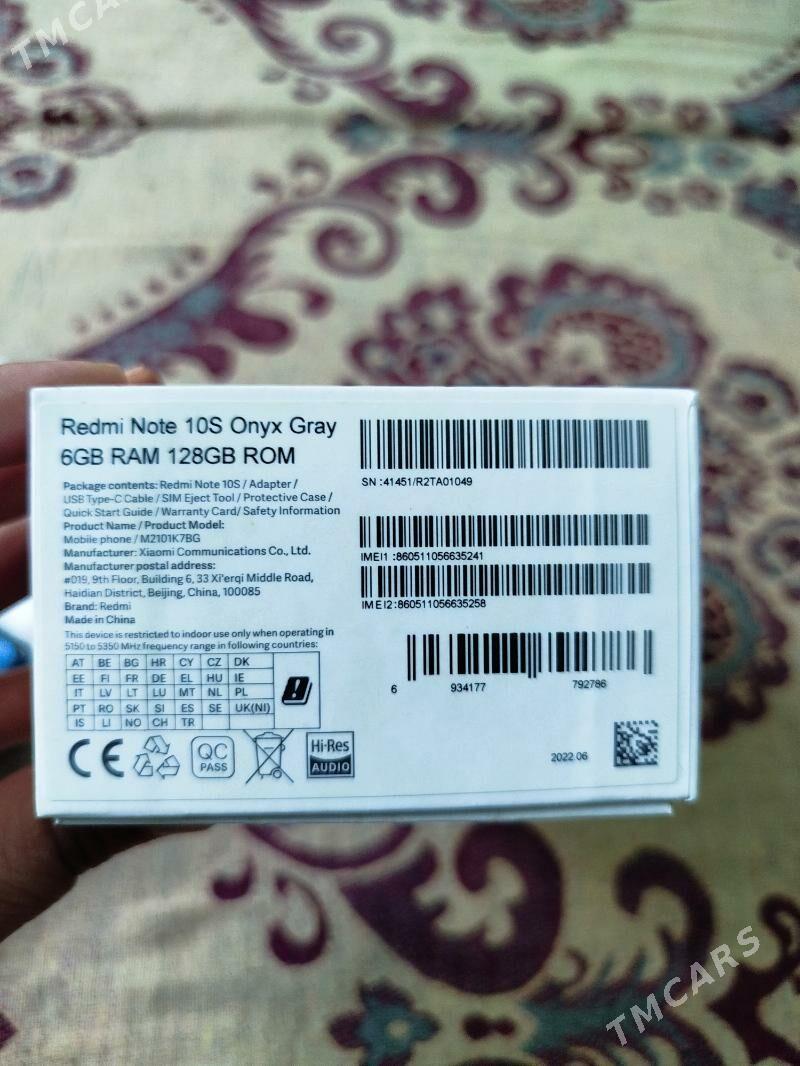 TMCARS
Redmi Note 10S Onyx Gray
6GB RAM 128GB ROM
Package contents: Redmi Note 10S / Adapter /
USB Type-C Cable / SIM Eject Tool / Protective Case /
Quick Start Guide / Warranty Card/ Safety Information
Product Name / Product Model:
Mobile phone / M2101K7BG
Manufacturer: Xiaomi Communications Co., Ltd.
Manufacturer postal address:
#019, 9th Floor, Building 6, 33 Xi'erqi Middle Road,
Haidian District, Beijing, China, 100085
Brand: Redmi
Made in China
This device is restricted to indoor use only when operating in
5150 to 5350 MHz frequency range in following countries:
AT BE BG HR CY CZ DK
EE FI FR DE EL HU IE
IT LV LT LU MT NL PL
PT RO SK SI ES SE UK(NI)
IS LI NO CH TR
CE
QC
PASS
Hi-Res
AUDIO
SN :41451/R2TA01049
IMEI1 :860511056635241
IMEI2:860511056635258
6 934177 792786
2022.06
TMCARS